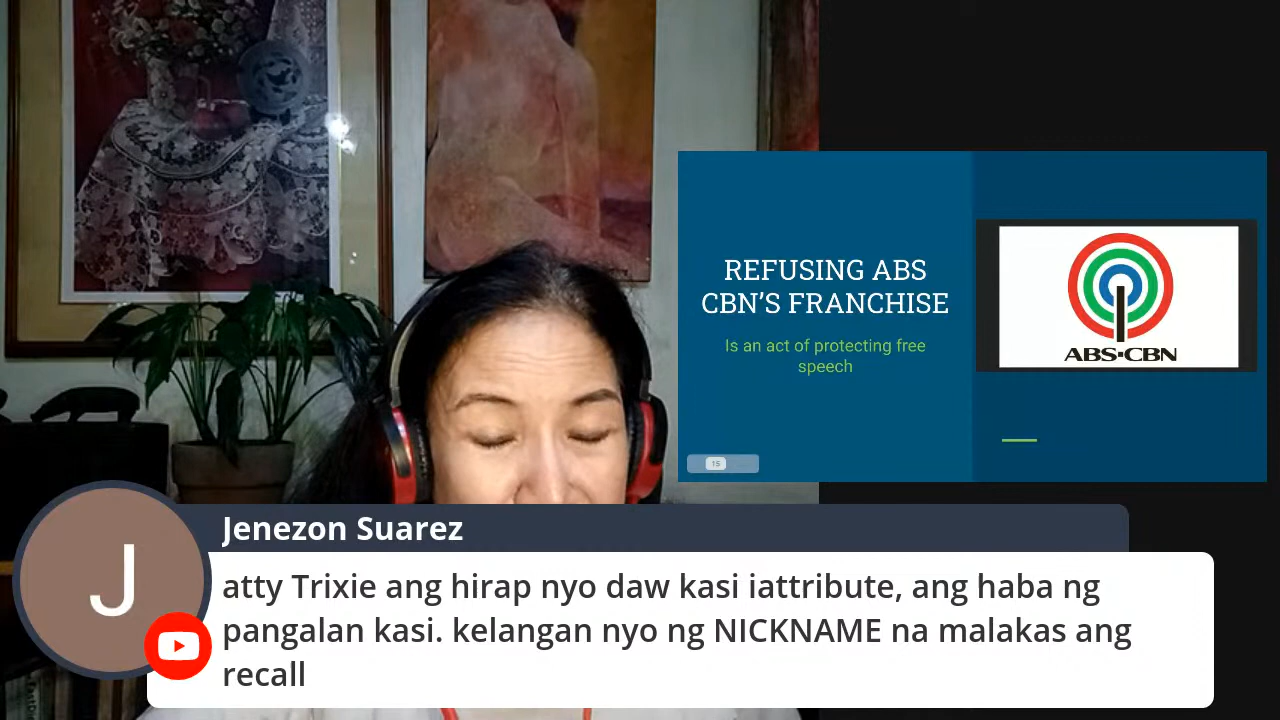 REFUSING ABS
CBN'S FRANCHISE
Is an act of protecting free
speech
ABS-CBN
15
J
Jenezon Suarez
atty Trixie ang hirap nyo daw kasi iattribute, ang haba ng
pangalan kasi. kelangan nyo ng NICKNAME na malakas ang
recall